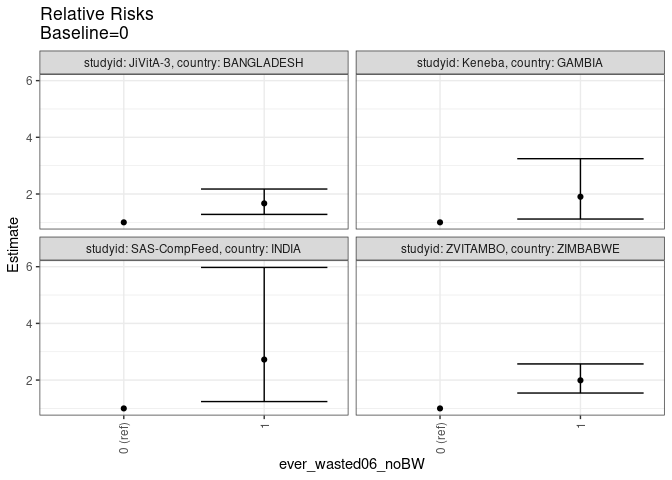 Relative Risks
Baseline=0
studyid: JiVitA-3, country: BANGLADESH
studyid: Keneba, country: GAMBIA
6
4
2
studyid: SAS-CompFeed, country: INDIA
studyid: ZVITAMBO, country: ZIMBABWE
6
4
2
Estimate
0 (ref)
1
0 (ref)
1
ever_wasted06_noBW